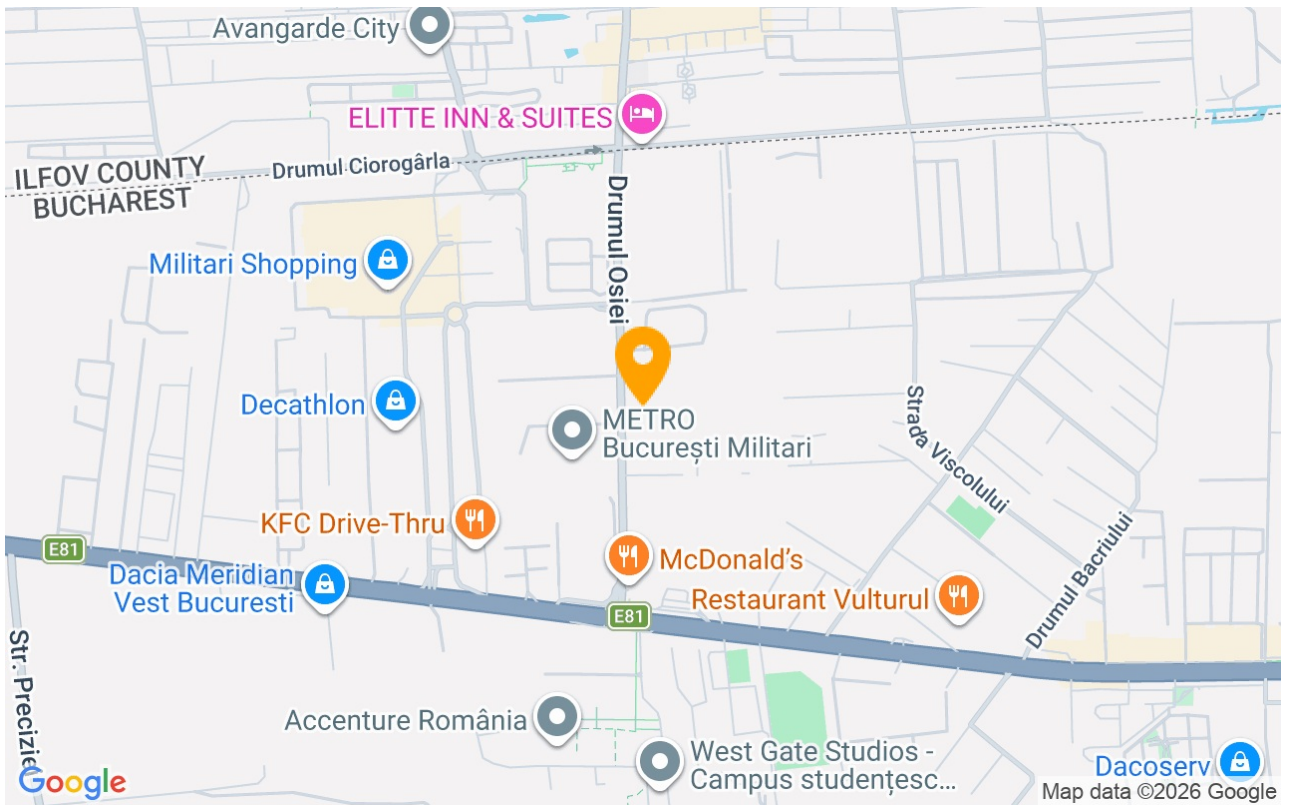 Avangarde City
ELITTE INN & SUITES
ILFOV COUNTY
BUCHAREST
Drumul Ciorogârla
Drumul Osiei
Militari Shopping
Decathlon
METRO
București Militari
Strada Viscolului
KFC Drive-Thru
E81
McDonald's
Dacia Meridian
Vest Bucuresti
Restaurant Vulturul
E81
Drumul Bacriului
Str. Preciziei
Accenture România
West Gate Studios -
Campus studențesc...
Dacoserv
Google
Map data ©2026 Google